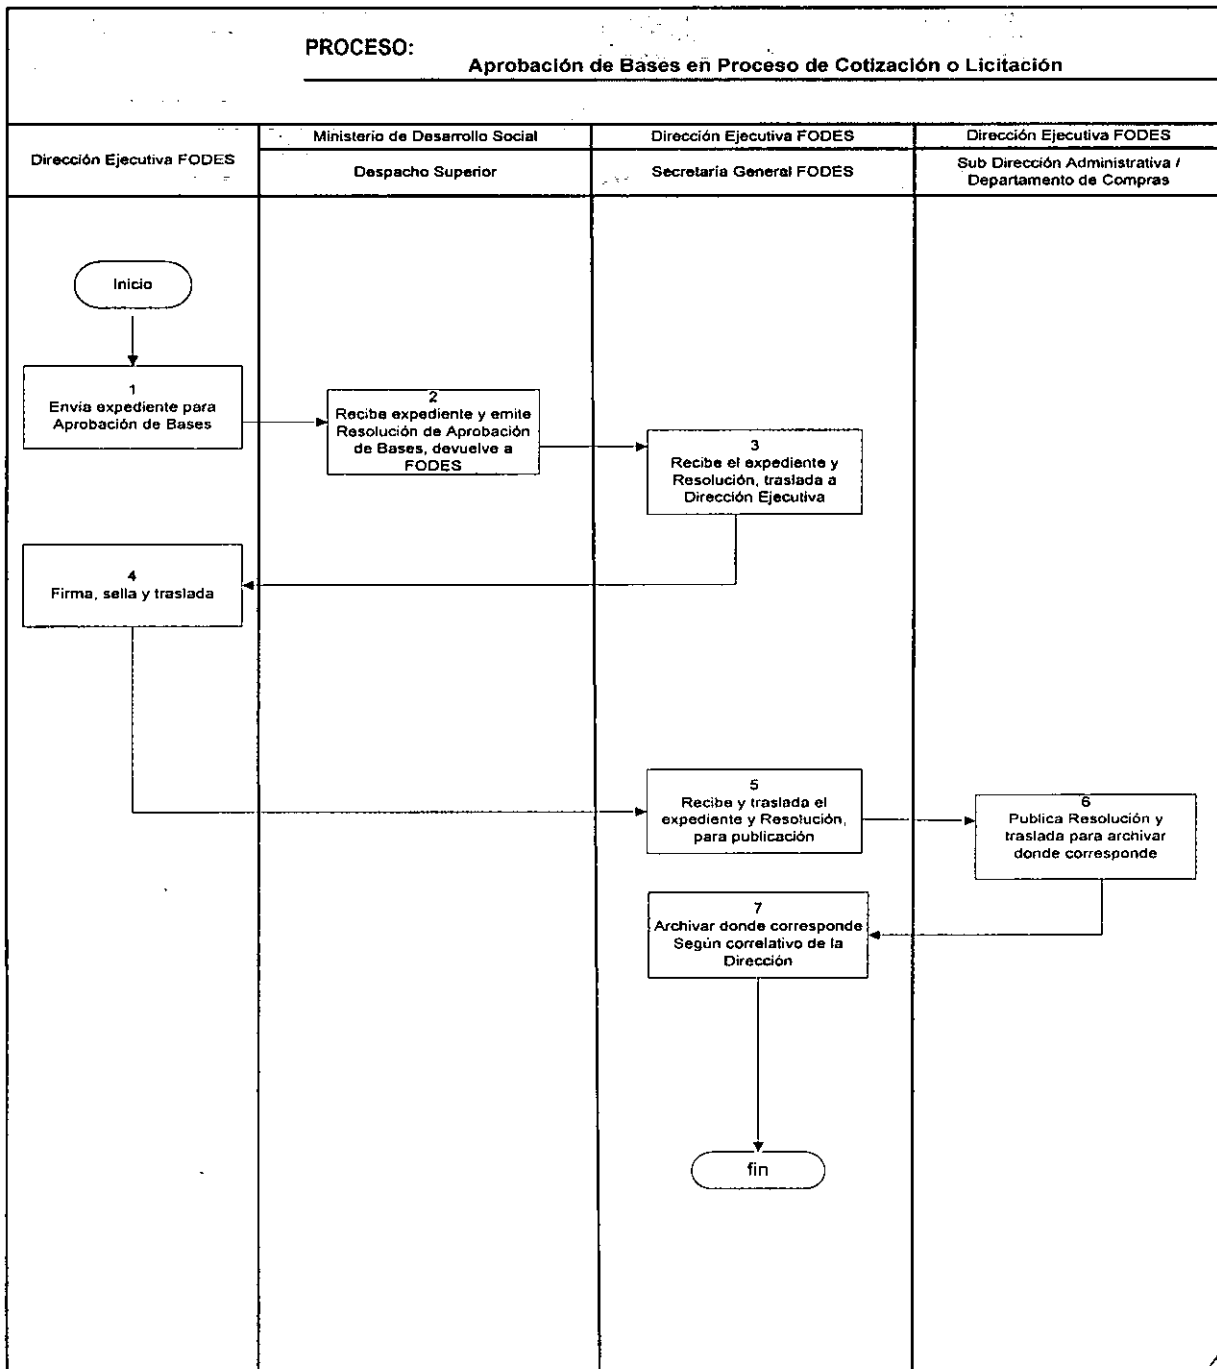 PROCESO:
Aprobación de Bases en Proceso de Cotización o Licitación
Dirección Ejecutiva FODES
Ministerio de Desarrollo Social
Despacho Superior
Dirección Ejecutiva FODES
Secretaría General FODES
Dirección Ejecutiva FODES
Sub Dirección Administrativa /
Departamento de Compras
Inicio
1
Envía expediente para
Aprobación de Bases
2
Recibe expediente y emite
Resolución de Aprobación
de Bases, devuelve a
FODES
3
Recibe el expediente y
Resolución, traslada a
Dirección Ejecutiva
4
Firma, sella y traslada
5
Recibe y traslada el
expediente y Resolución,
para publicación
6
Publica Resolución y
traslada para archivar
donde corresponde
7
Archivar donde corresponde
Según correlativo de la
Dirección
fin